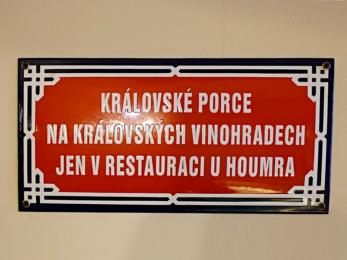 KRÁLOVSKÉ PORCE
NA KRÁLOVSKÝCH VINOHRADECH
JEN V RESTAURACI U HOUMRA